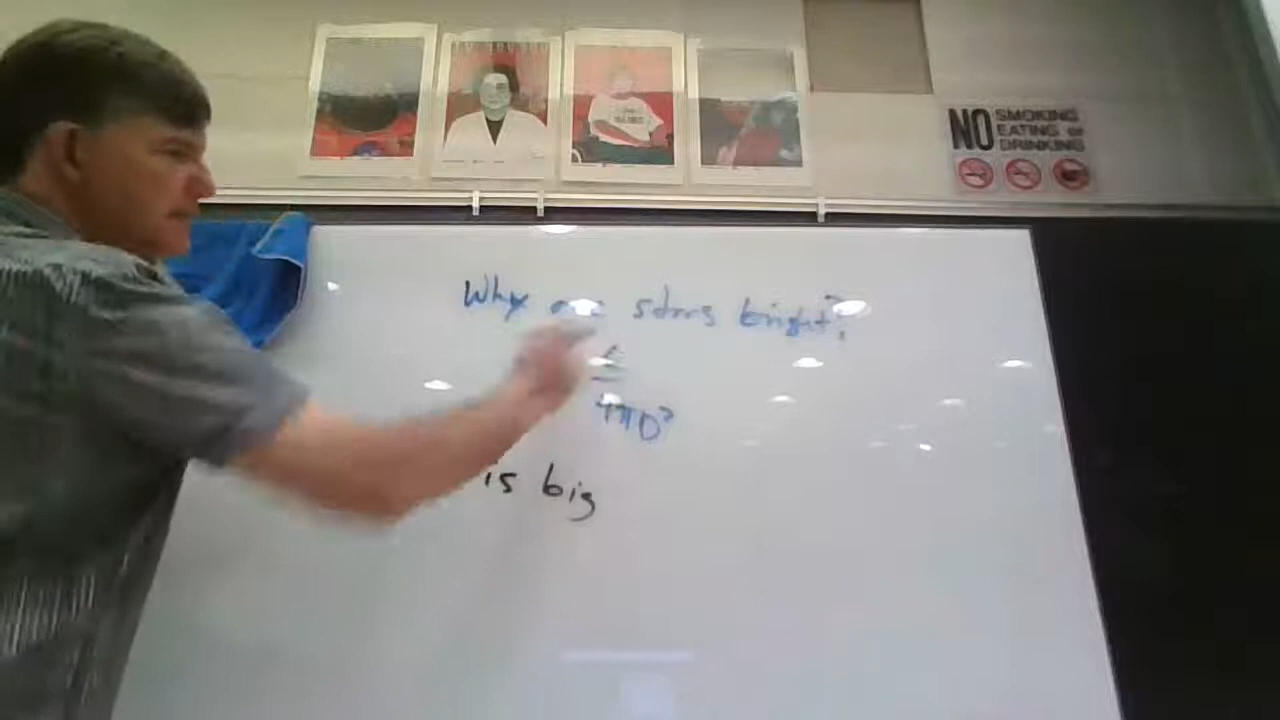 NO SMOKING
EATING or
DRINKING
Why are stars bright?
L
4πD²
is big